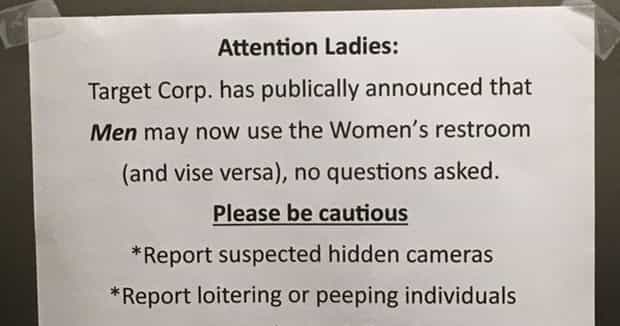 Attention Ladies:
Target Corp. has publically announced that
Men may now use the Women's restroom
(and vise versa), no questions asked.
Please be cautious
*Report suspected hidden cameras
*Report loitering or peeping individuals